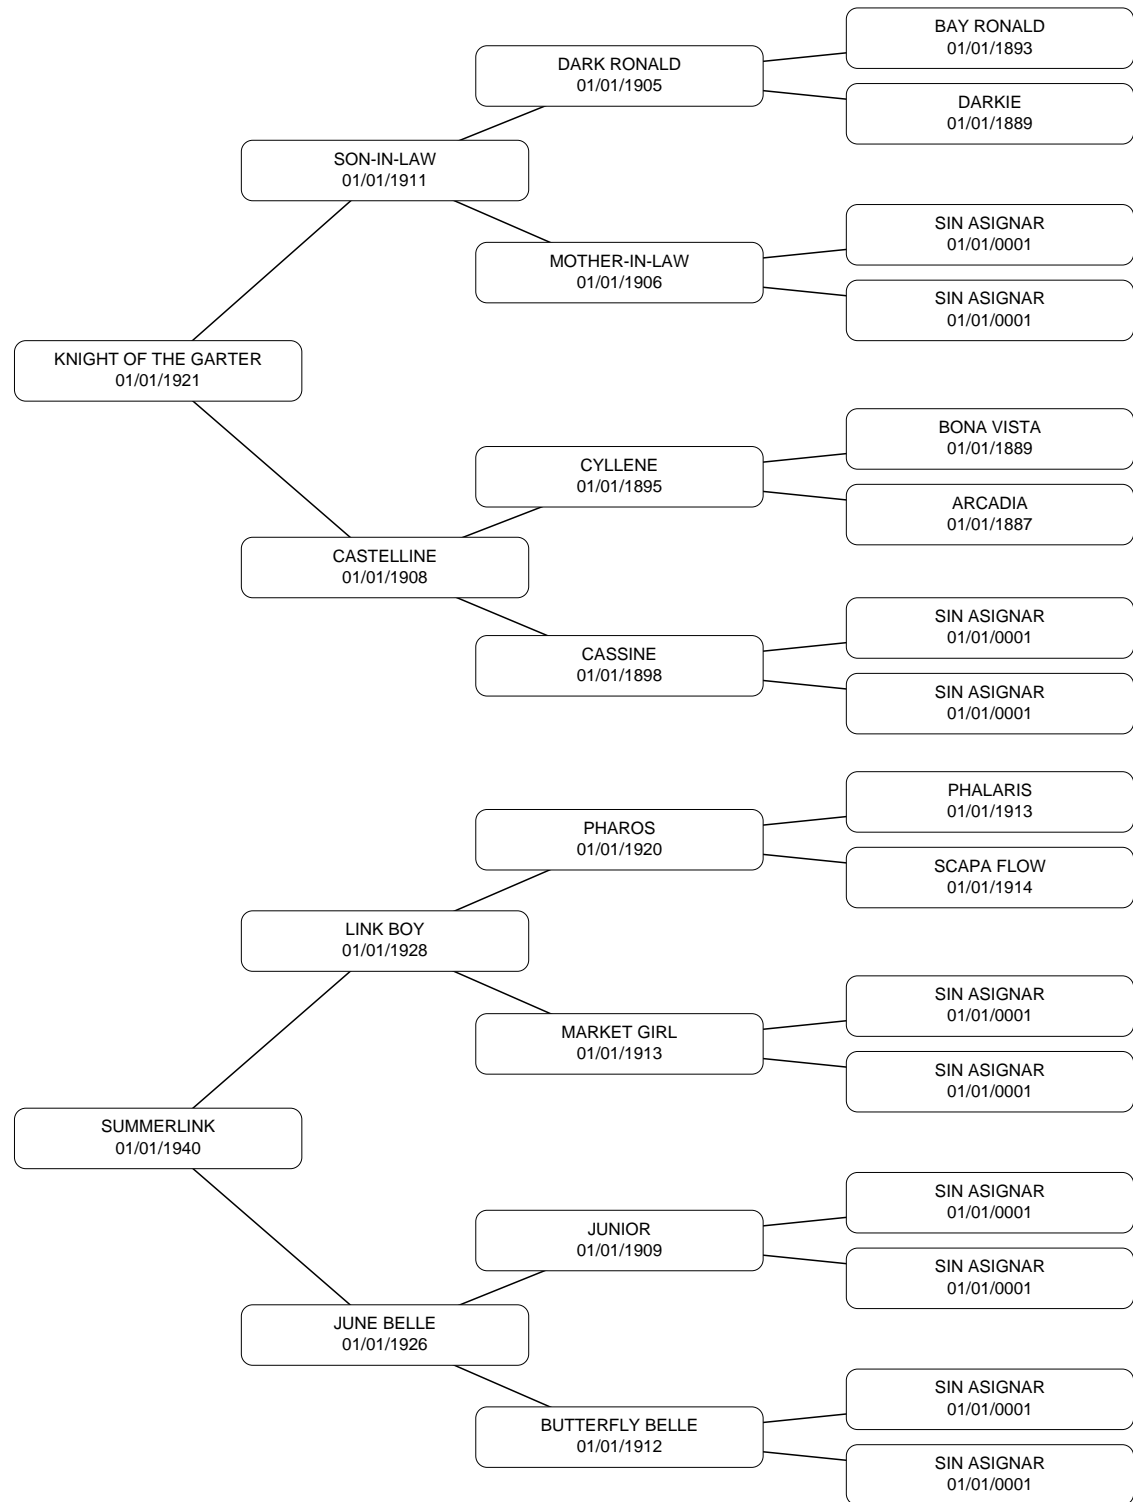 BAY RONALD
01/01/1893
DARK RONALD
01/01/1905
DARKIE
01/01/1889
SON-IN-LAW
01/01/1911
SIN ASIGNAR
01/01/0001
MOTHER-IN-LAW
01/01/1906
SIN ASIGNAR
01/01/0001
KNIGHT OF THE GARTER
01/01/1921
BONA VISTA
01/01/1889
CYLLENE
01/01/1895
ARCADIA
01/01/1887
CASTELLINE
01/01/1908
SIN ASIGNAR
01/01/0001
CASSINE
01/01/1898
SIN ASIGNAR
01/01/0001
PHALARIS
01/01/1913
PHAROS
01/01/1920
SCAPA FLOW
01/01/1914
LINK BOY
01/01/1928
SIN ASIGNAR
01/01/0001
MARKET GIRL
01/01/1913
SIN ASIGNAR
01/01/0001
SUMMERLINK
01/01/1940
SIN ASIGNAR
01/01/0001
JUNIOR
01/01/1909
SIN ASIGNAR
01/01/0001
JUNE BELLE
01/01/1926
SIN ASIGNAR
01/01/0001
BUTTERFLY BELLE
01/01/1912
SIN ASIGNAR
01/01/0001